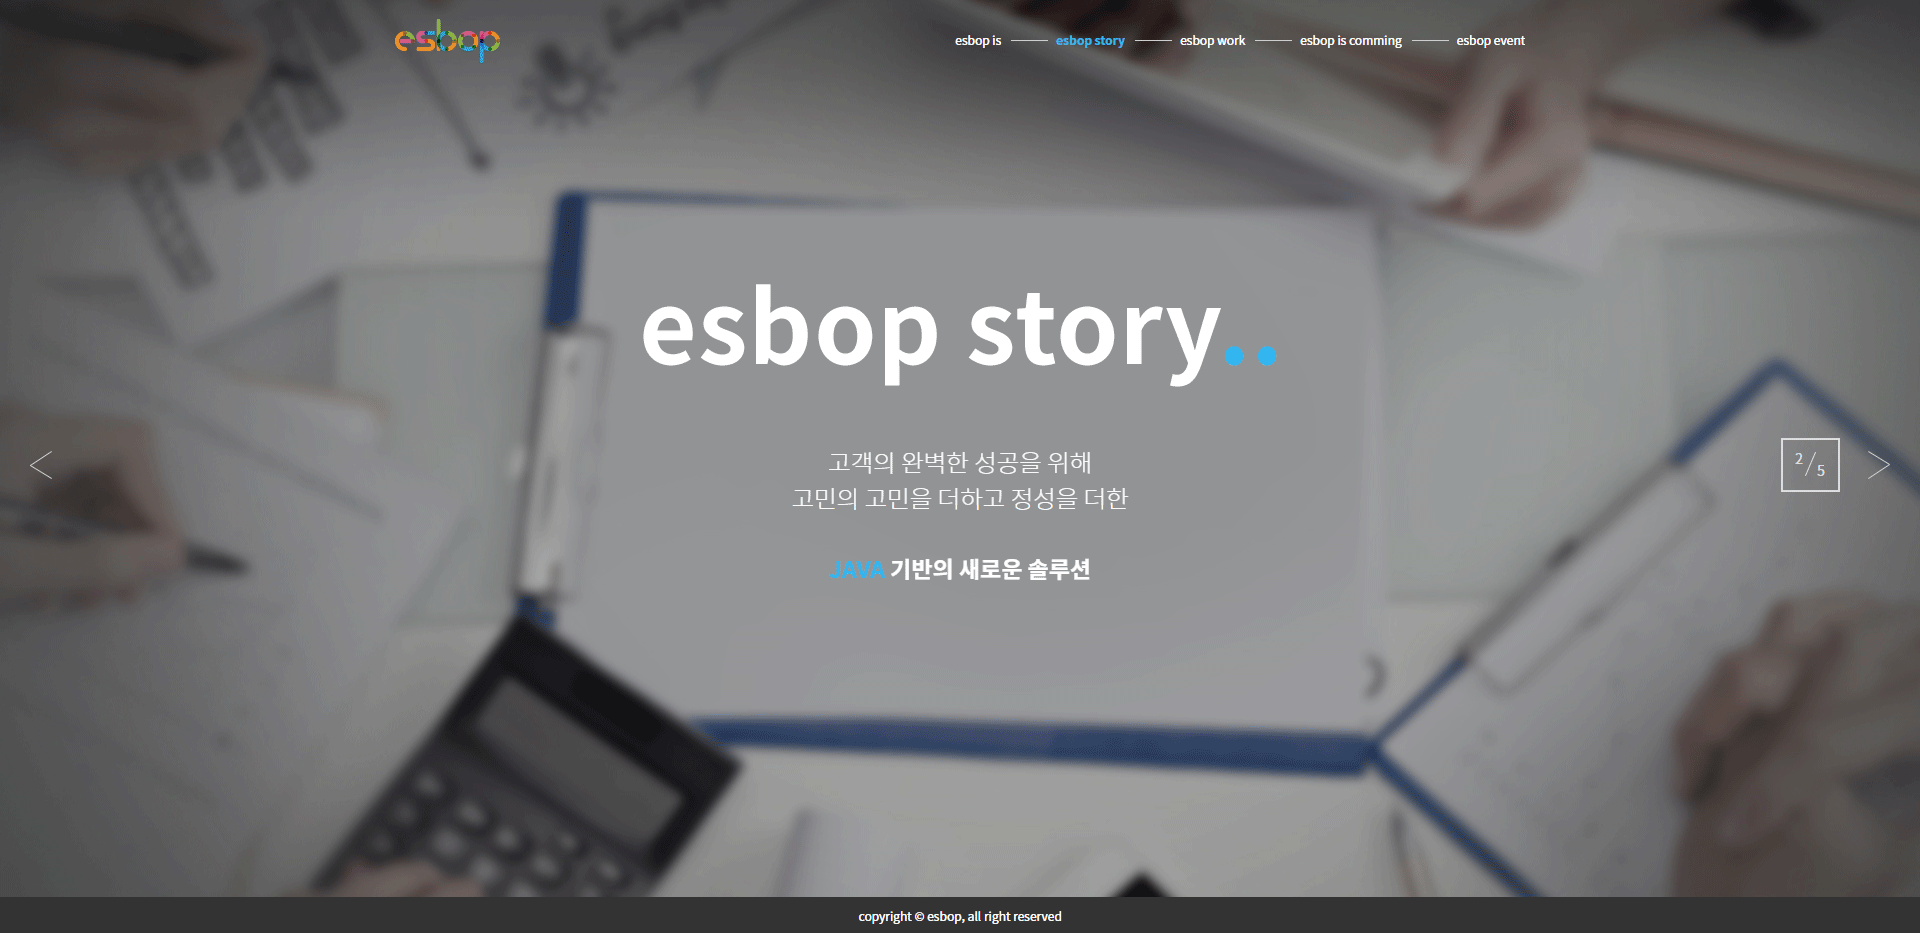 esbop
esbop is
esbop story
esbop work
esbop is comming
esbop event
esbop story..
고객의 완벽한 성공을 위해
고민의 고민을 더하고 정성을 더한
JAVA 기반의 새로운 솔루션
2/5
copyright © esbop, all right reserved